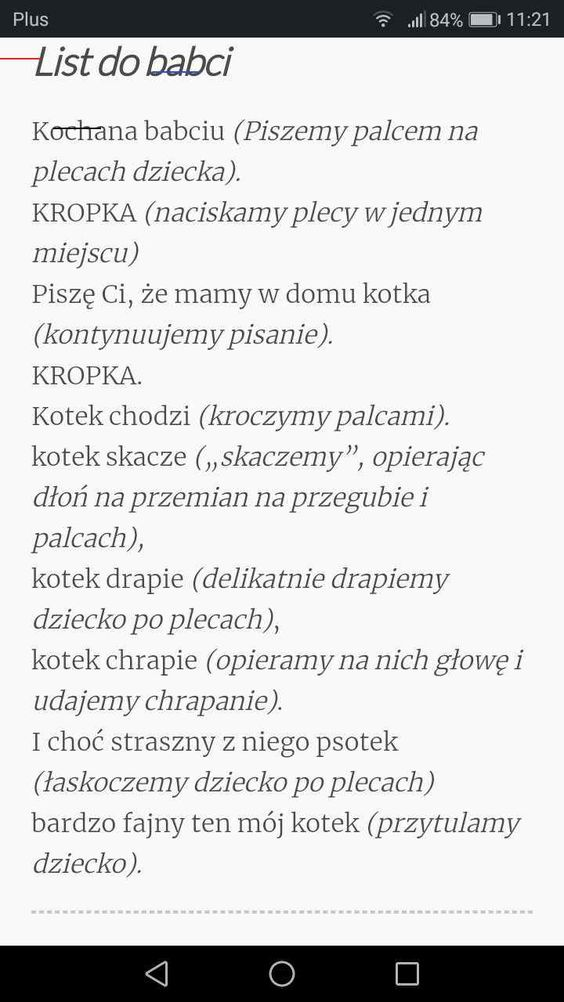 Plus 84% 11:21
List do babci
Kochana babciu (Piszemy palcem na
plecach dziecka).
KROPKA (naciskamy plecy w jednym
miejscu)
Piszę Ci, że mamy w domu kotka
(kontynuujemy pisanie).
KROPKA.
Kotek chodzi (kroczymy palcami).
kotek skacze („skaczemy”, opierając
dłoń na przemian na przegubie i
palcach),
kotek drapie (delikatnie drapiemy
dziecko po plecach),
kotek chrapie (opieramy na nich głowę i
udajemy chrapanie).
I choć straszny z niego psotek
(łaskoczemy dziecko po plecach)
bardzo fajny ten mój kotek (przytulamy
dziecko).